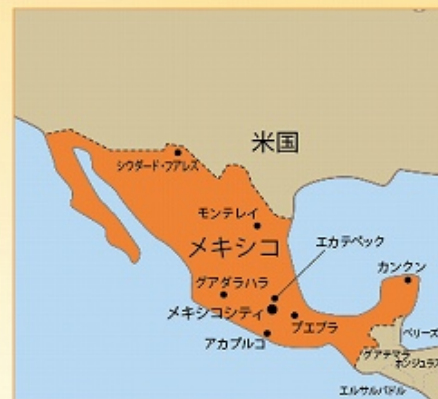 米国
シウダード・フアレス
モンテレイ
メキシコ
エカテペック
カンクン
グアダラハラ
メキシコシティ
プエブラ
アカプルコ
ベリーズ
グアテマラ
ホンジュラス
エルサルバドル